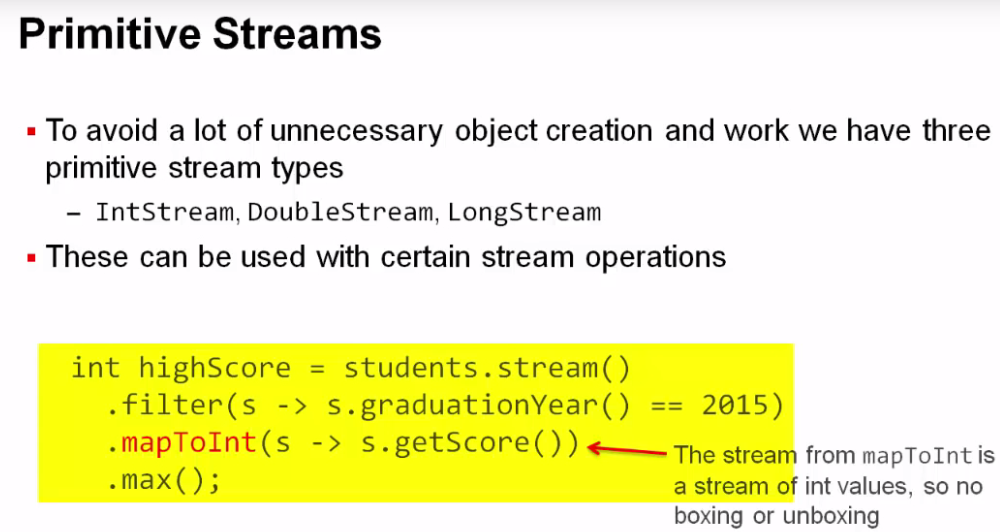 Primitive Streams
▪ To avoid a lot of unnecessary object creation and work we have three
primitive stream types
– IntStream, DoubleStream, LongStream
▪ These can be used with certain stream operations
int highScore = students.stream()
.filter(s -> s.graduationYear() == 2015)
.mapToInt(s -> s.getScore())
.max();
The stream from mapToInt is
a stream of int values, so no
boxing or unboxing